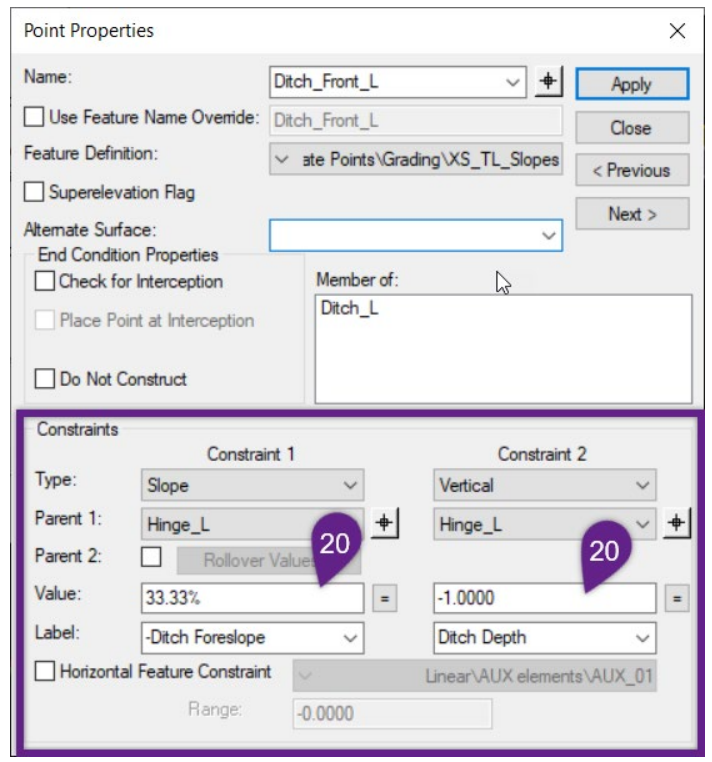 Point Properties
Name:
Ditch_Front_L
Apply
Use Feature Name Override:
Ditch_Front_L
Close
Feature Definition:
ate Points\Grading\XS_TL_Slopes
< Previous
Superelevation Flag
Next >
Alternate Surface:
End Condition Properties
Check for Interception
Member of:
Place Point at Interception
Ditch_L
Do Not Construct
Constraints
Constraint 1
Constraint 2
Type:
Slope
Vertical
Parent 1:
Hinge_L
Hinge_L
20
20
Parent 2:
Rollover Values
Value:
33.33%
=
-1.0000
=
Label:
-Ditch Foreslope
Ditch Depth
Horizontal Feature Constraint
Linear\AUX elements\AUX_01
Range:
-0.0000